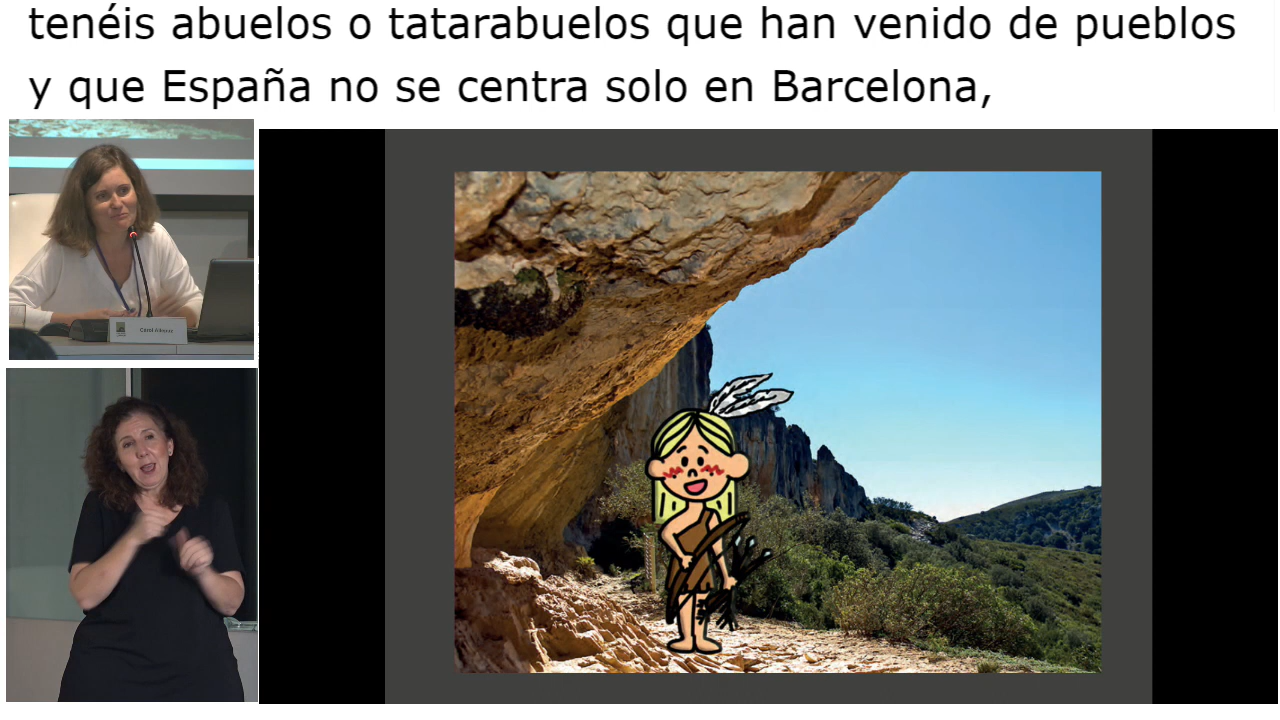 tenéis abuelos o tatarabuelos que han venido de pueblos
y que España no se centra solo en Barcelona,